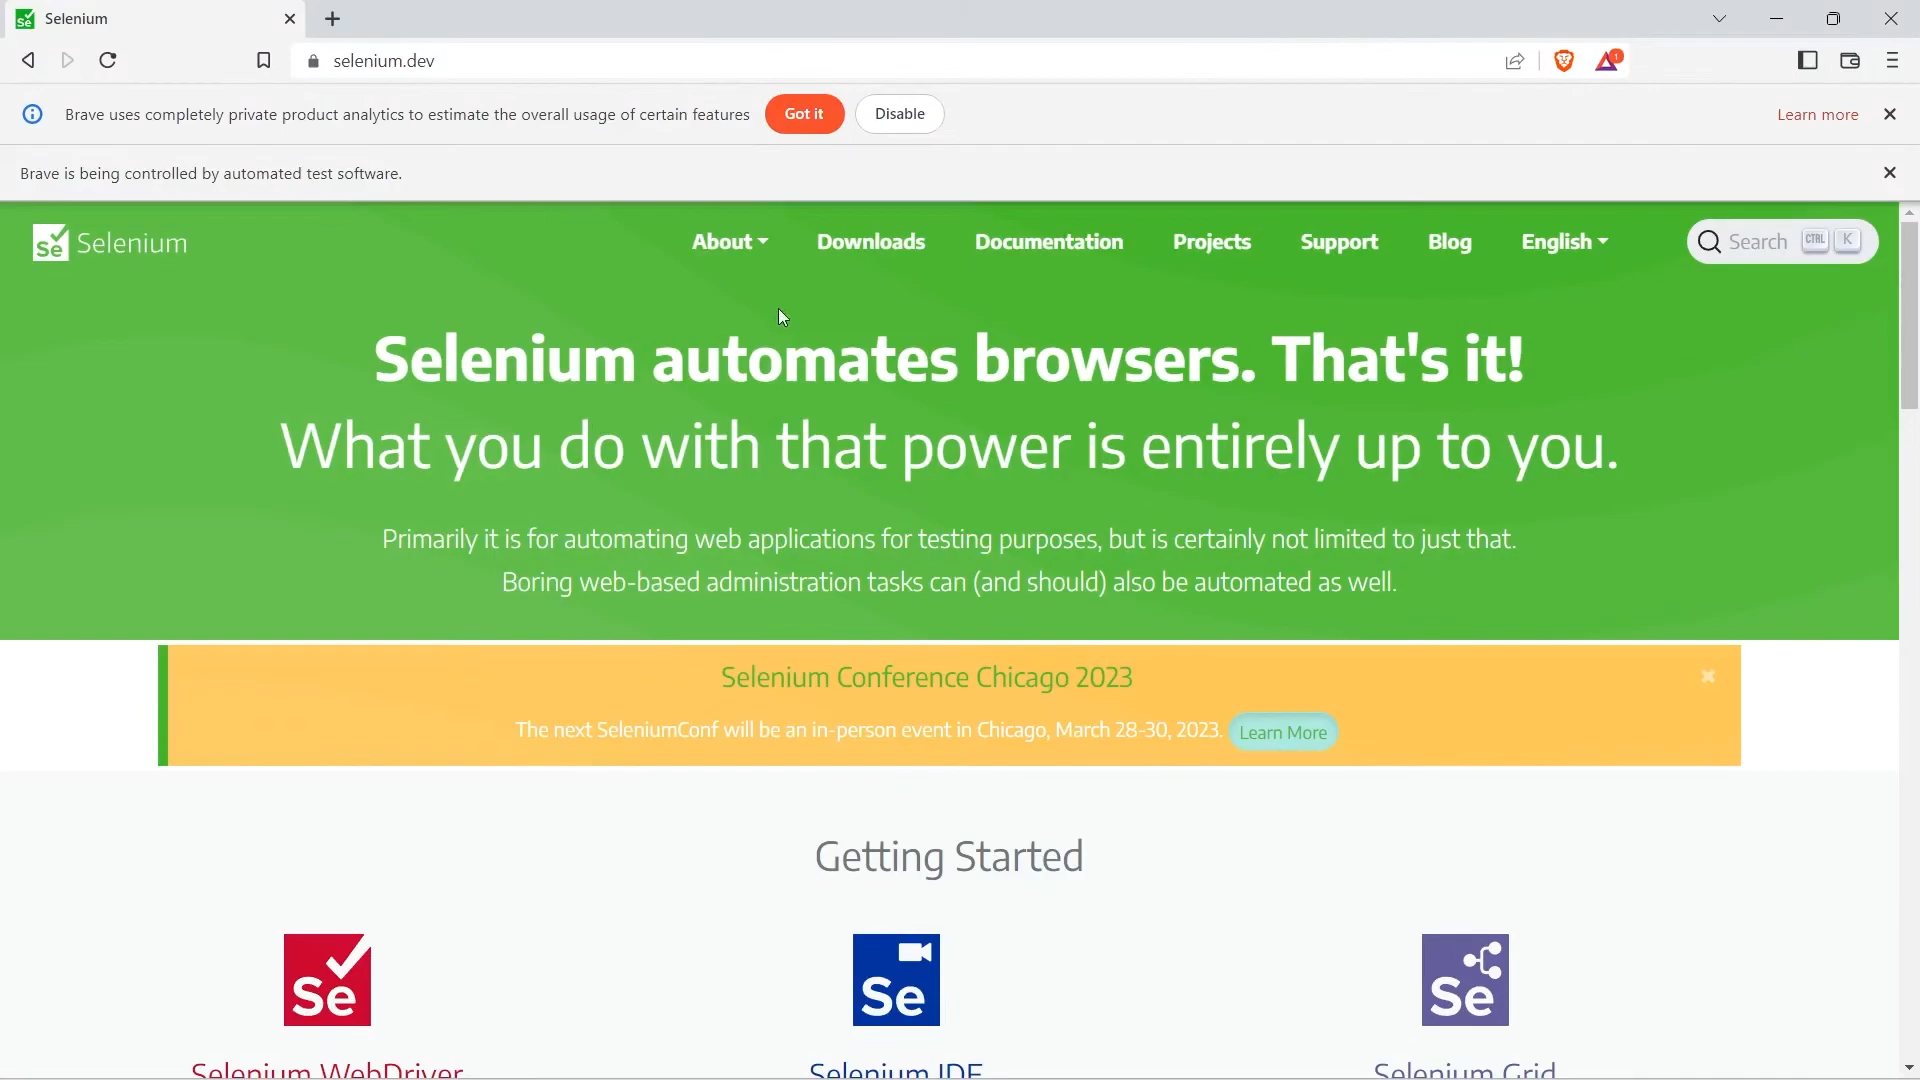 Selenium
selenium.dev
1
Brave uses completely private product analytics to estimate the overall usage of certain features Got it Disable Learn more
Brave is being controlled by automated test software.
Se Selenium About Downloads Documentation Projects Support Blog English Search CTRL K
Selenium automates browsers. That's it!
What you do with that power is entirely up to you.
Primarily it is for automating web applications for testing purposes, but is certainly not limited to just that.
Boring web-based administration tasks can (and should) also be automated as well.
Selenium Conference Chicago 2023
The next SeleniumConf will be an in-person event in Chicago, March 28-30, 2023. Learn More
Getting Started
Se Se Se
Selenium WebDriver Selenium IDE Selenium Grid